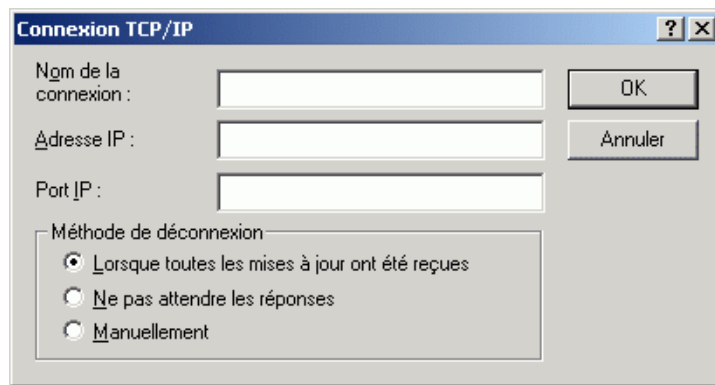 Connexion TCP/IP
Nom de la
connexion :
OK
Adresse IP :
Annuler
Port IP :
Méthode de déconnexion
Lorsque toutes les mises à jour ont été reçues
Ne pas attendre les réponses
Manuellement